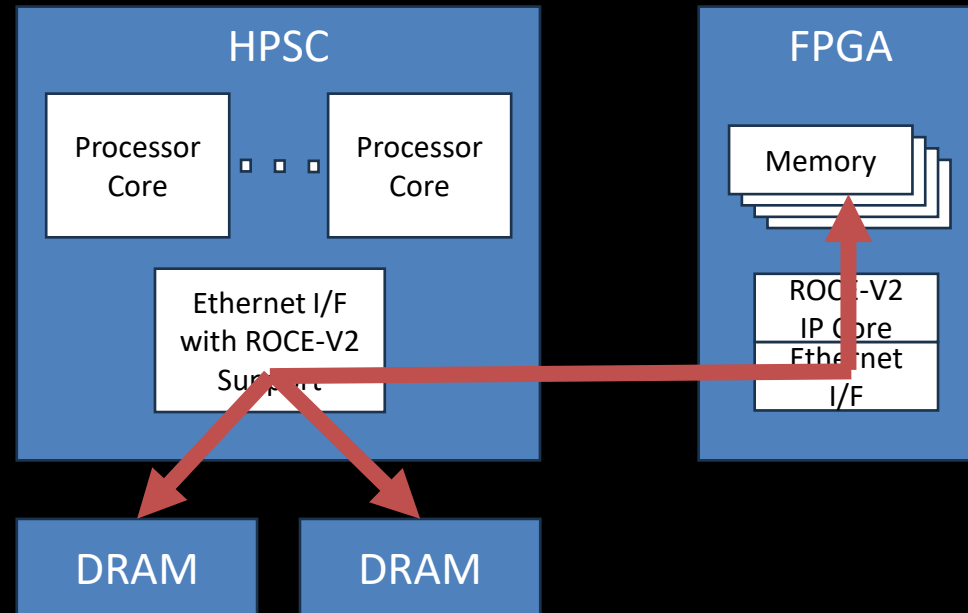 HPSC
Processor
Core
Processor
Core
Ethernet I/F
with ROCE-V2
Support
FPGA
Memory
ROCE-V2
IP Core
Ethernet
I/F
DRAM
DRAM